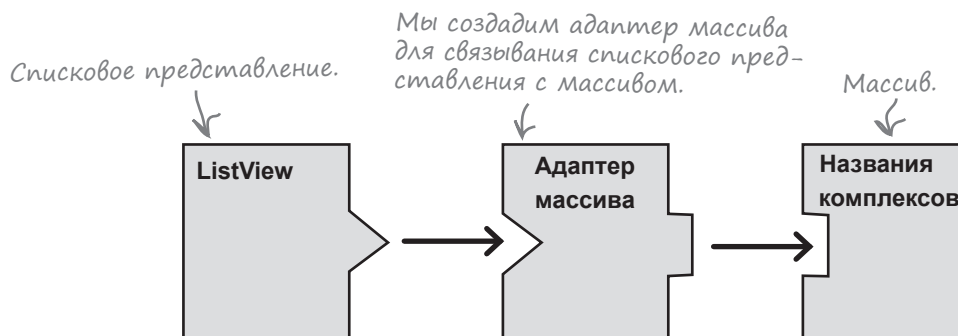 Списковое представление.
Мы создадим адаптер массива
для связывания спискового пред-
ставления с массивом.
Массив.
ListView
Адаптер
массива
Названия
комплексов